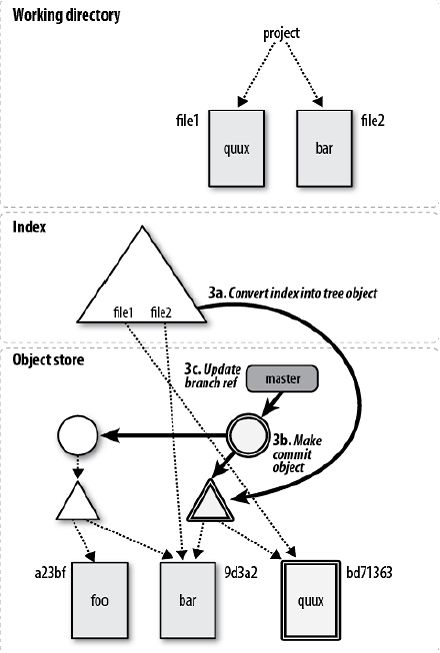 Working directory
project
file1
file2
quux
bar
Index
3a. Convert index into tree object
file1
file2
Object store
3c. Update
branch ref
master
3b. Make
commit
object
a23bf
9d3a2
bd71363
foo
bar
quux